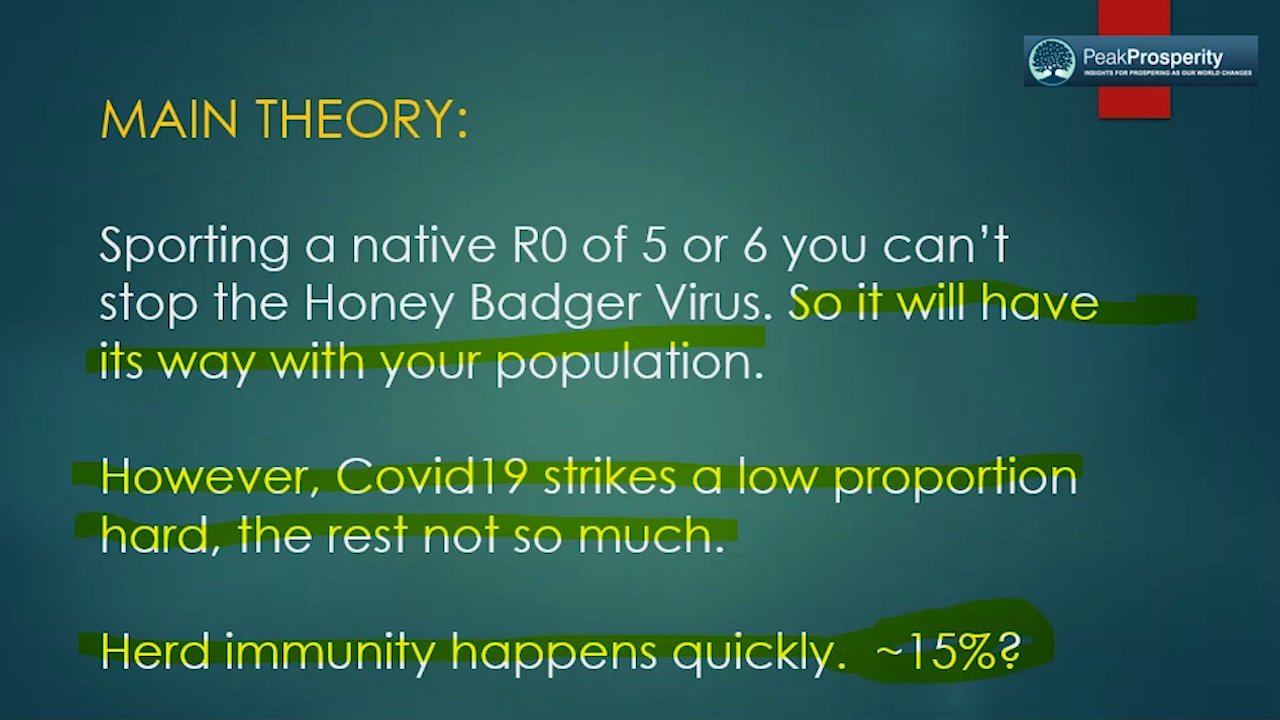 PeakProsperity
INSIGHTS FOR PROSPERING AS OUR WORLD CHANGES
MAIN THEORY:
Sporting a native R0 of 5 or 6 you can’t
stop the Honey Badger Virus. So it will have
its way with your population.
However, Covid19 strikes a low proportion
hard, the rest not so much.
Herd immunity happens quickly. ~15%?